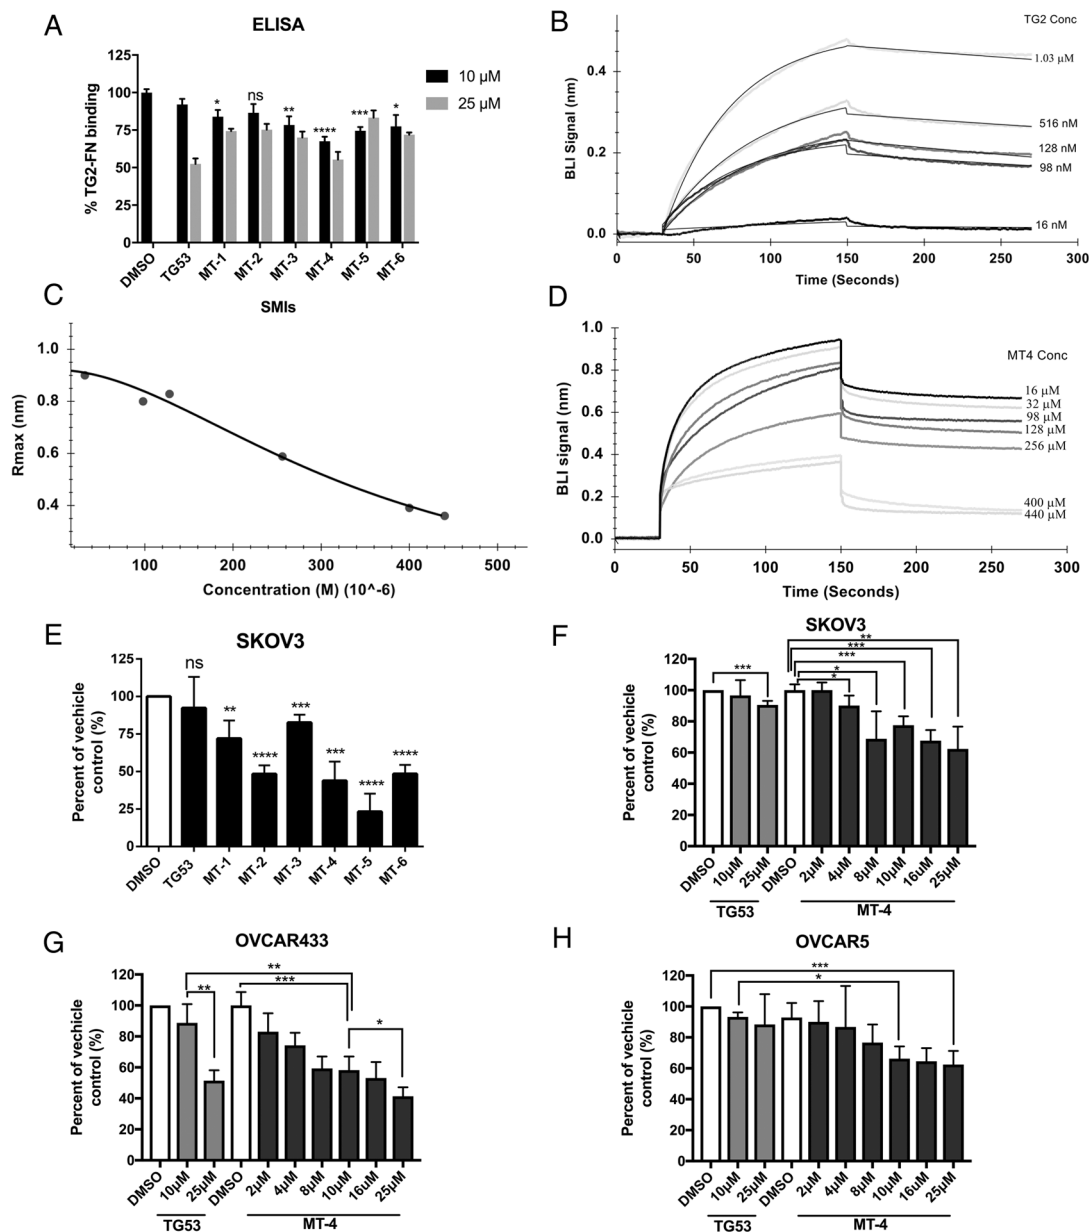 A
ELISA
% TG2-FN binding
125
100
75
50
25
0
10 µM
25 µM
*
ns
**
****
***
*
DMSO
TG53
MT-1
MT-2
MT-3
MT-4
MT-5
MT-6
SMIs
B
TG2 Conc
BLI Signal (nm)
0.4
0.2
0.0
1.03 µM
516 nM
128 nM
98 nM
16 nM
0
50
100
150
200
250
300
Time (Seconds)
C
Rmax (nm)
1.0
0.8
0.6
0.4
100
200
300
400
500
Concentration (M) (10^-6)
D
MT4 Conc
BLI signal (nm)
1.0
0.8
0.6
0.4
0.2
0.0
16 µM
32 µM
98 µM
128 µM
256 µM
400 µM
440 µM
0
50
100
150
200
250
300
Time (Seconds)
E
SKOV3
Percent of vechicle
control (%)
125
100
75
50
25
0
ns
**
****
***
***
****
****
DMSO
TG53
MT-1
MT-2
MT-3
MT-4
MT-5
MT-6
F
SKOV3
Percent of vechicle
control (%)
120
100
80
60
40
20
0
***
**
***
***
*
*
DMSO
10µM
25µM
DMSO
2µM
4µM
8µM
10µM
16uM
25µM
TG53
MT-4
G
OVCAR433
Percent of vechicle
control (%)
120
100
80
60
40
20
0
**
**
***
*
DMSO
10µM
25µM
DMSO
2µM
4µM
8µM
10µM
16uM
25µM
TG53
MT-4
H
OVCAR5
Percent of vechicle
control (%)
120
100
80
60
40
20
0
***
*
DMSO
10µM
25µM
DMSO
2µM
4µM
8µM
10µM
16uM
25µM
TG53
MT-4